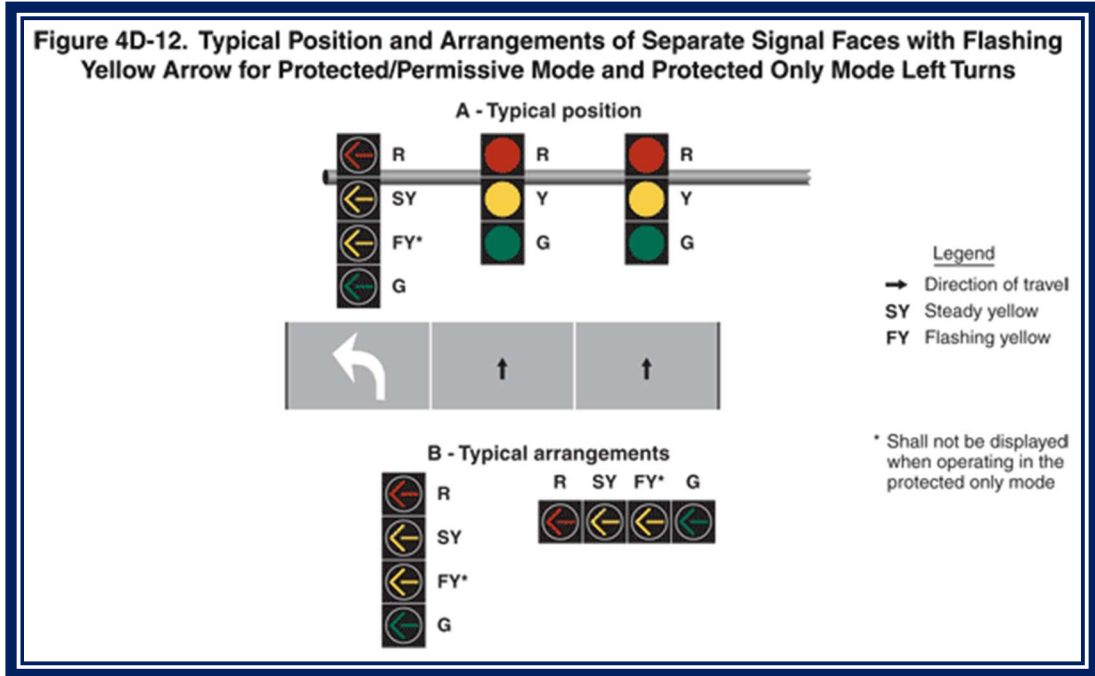 Figure 4D-12. Typical Position and Arrangements of Separate Signal Faces with Flashing
Yellow Arrow for Protected/Permissive Mode and Protected Only Mode Left Turns
A - Typical position
R R R
SY Y Y
FY* G G
G
Legend
Direction of travel
SY Steady yellow
FY Flashing yellow
B - Typical arrangements
R
SY
FY*
G
R SY FY* G
* Shall not be displayed
when operating in the
protected only mode